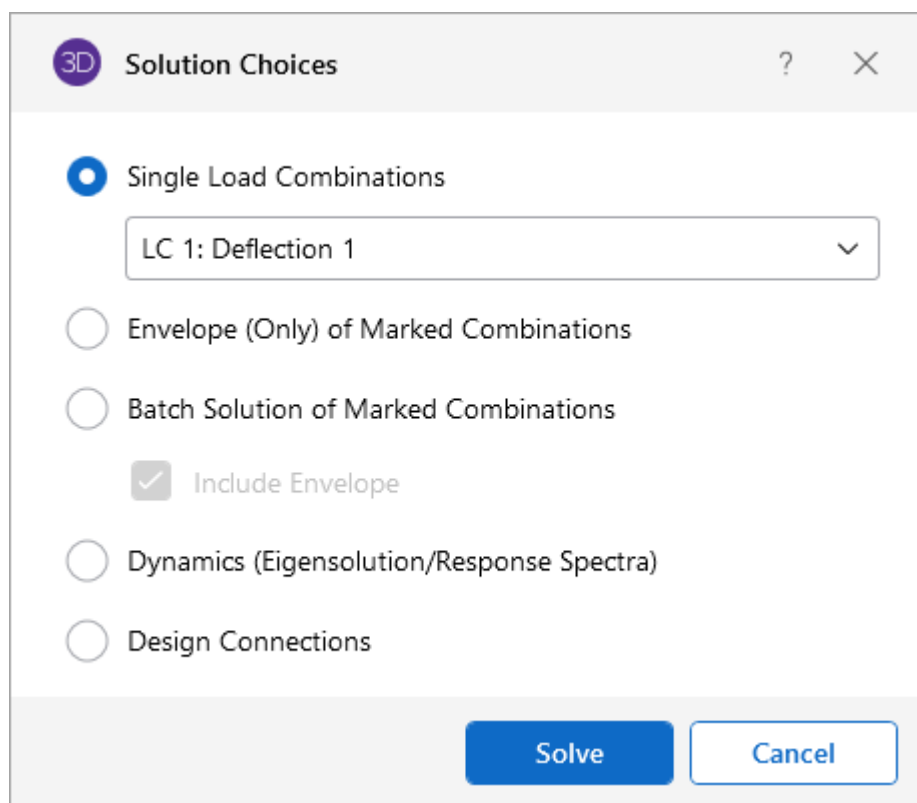 3D Solution Choices ?
Single Load Combinations
LC 1: Deflection 1
Envelope (Only) of Marked Combinations
Batch Solution of Marked Combinations
Include Envelope
Dynamics (Eigensolution/Response Spectra)
Design Connections
Solve Cancel